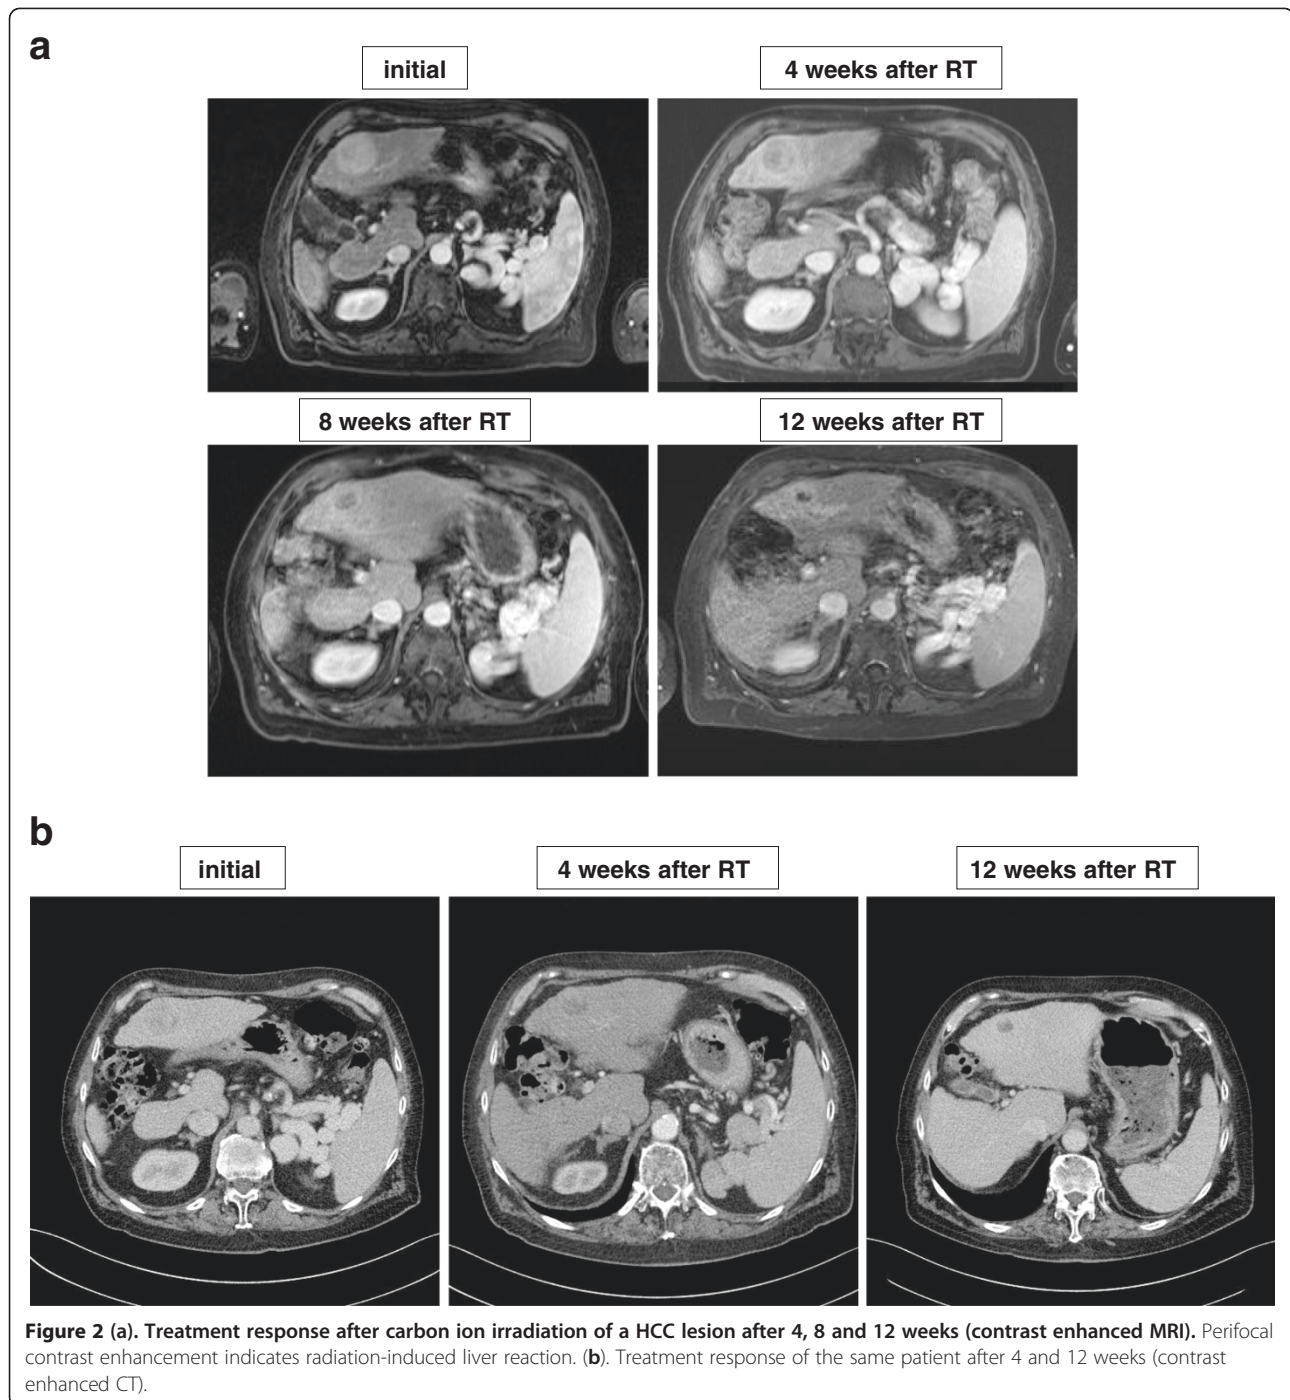 a
initial
4 weeks after RT
8 weeks after RT
12 weeks after RT
b
initial
4 weeks after RT
12 weeks after RT
Figure 2 (a). Treatment response after carbon ion irradiation of a HCC lesion after 4, 8 and 12 weeks (contrast enhanced MRI). Perifocal
contrast enhancement indicates radiation-induced liver reaction. (b). Treatment response of the same patient after 4 and 12 weeks (contrast
enhanced CT).